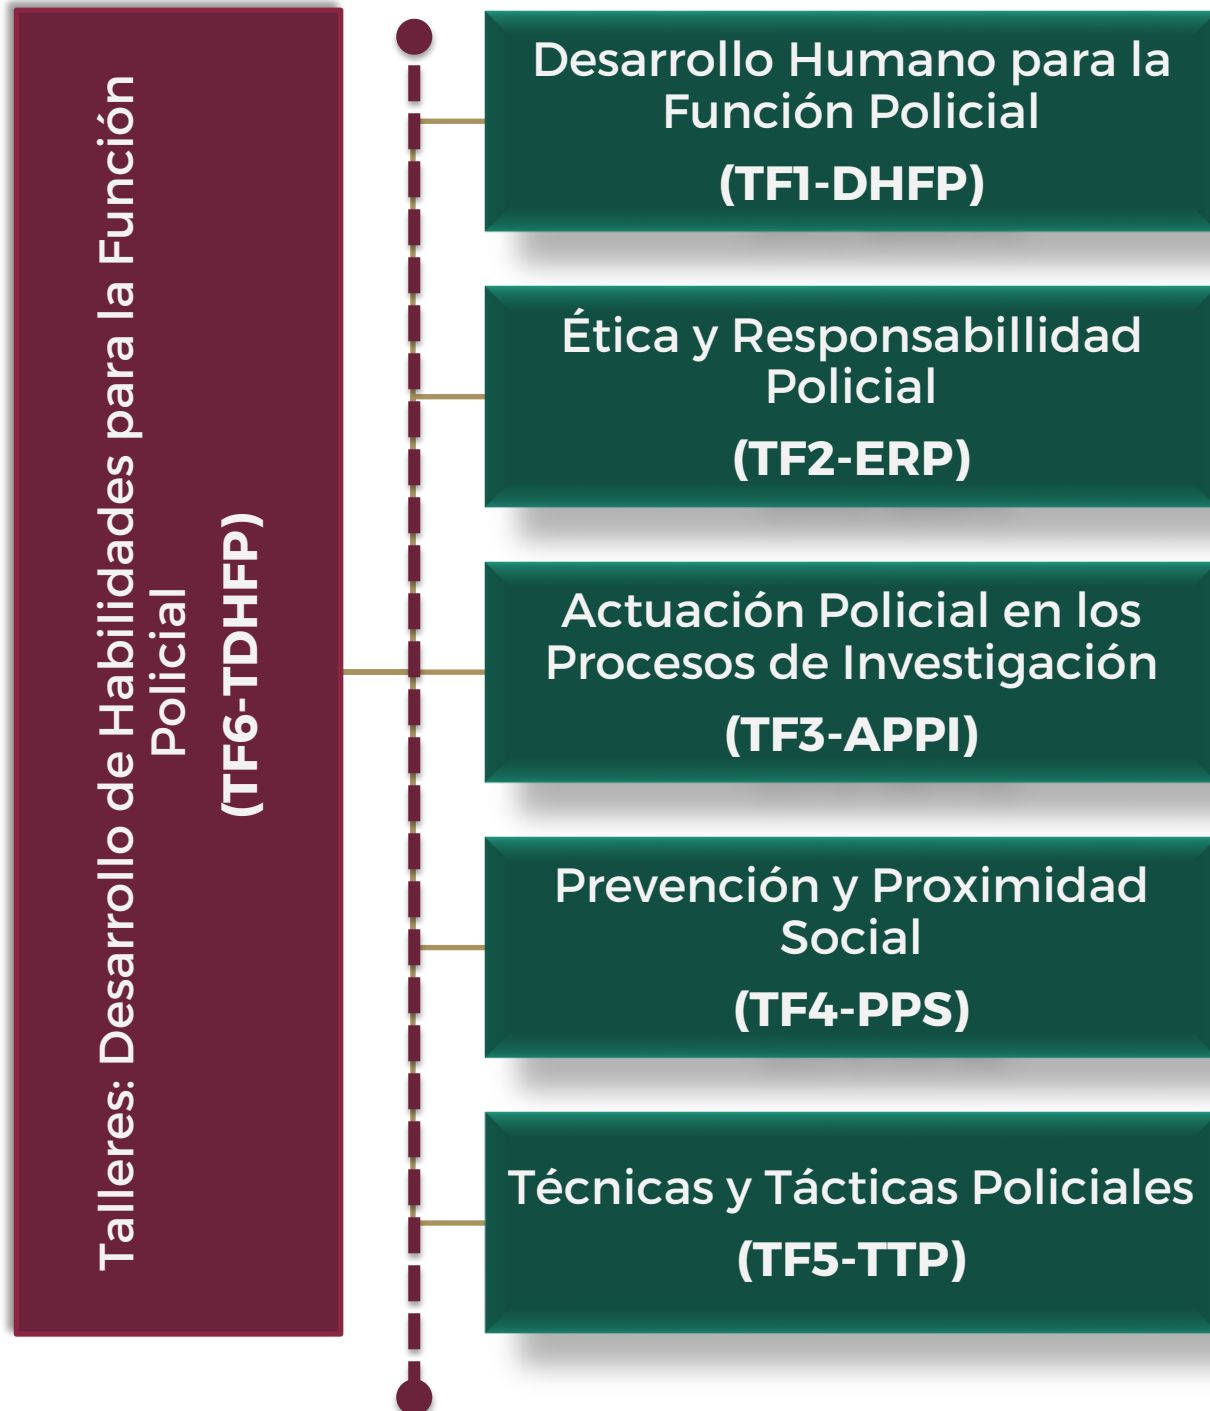 Talleres: Desarrollo de Habilidades para la Función
Policial
(TF6-TDHFP)
Desarrollo Humano para la
Función Policial
(TF1-DHFP)
Ética y Responsabillidad
Policial
(TF2-ERP)
Actuación Policial en los
Procesos de Investigación
(TF3-APPI)
Prevención y Proximidad
Social
(TF4-PPS)
Técnicas y Tácticas Policiales
(TF5-TTP)